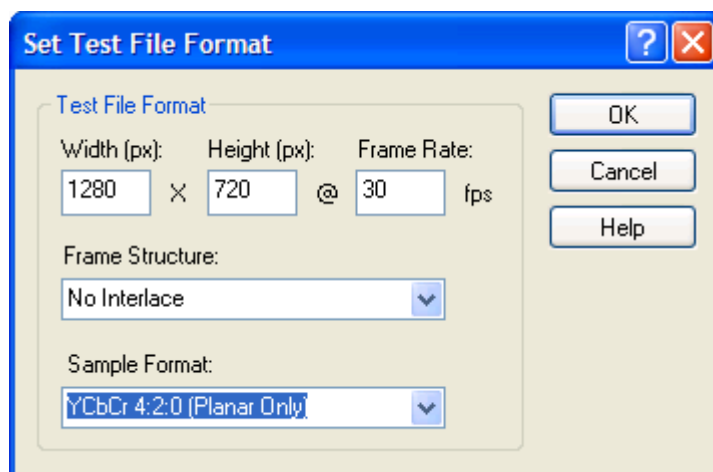 Set Test File Format
?
Test File Format
Width (px): Height (px): Frame Rate:
1280 X 720 @ 30 fps
Frame Structure:
No Interlace
Sample Format:
YCbCr 4:2:0 (Planar Only)
OK
Cancel
Help